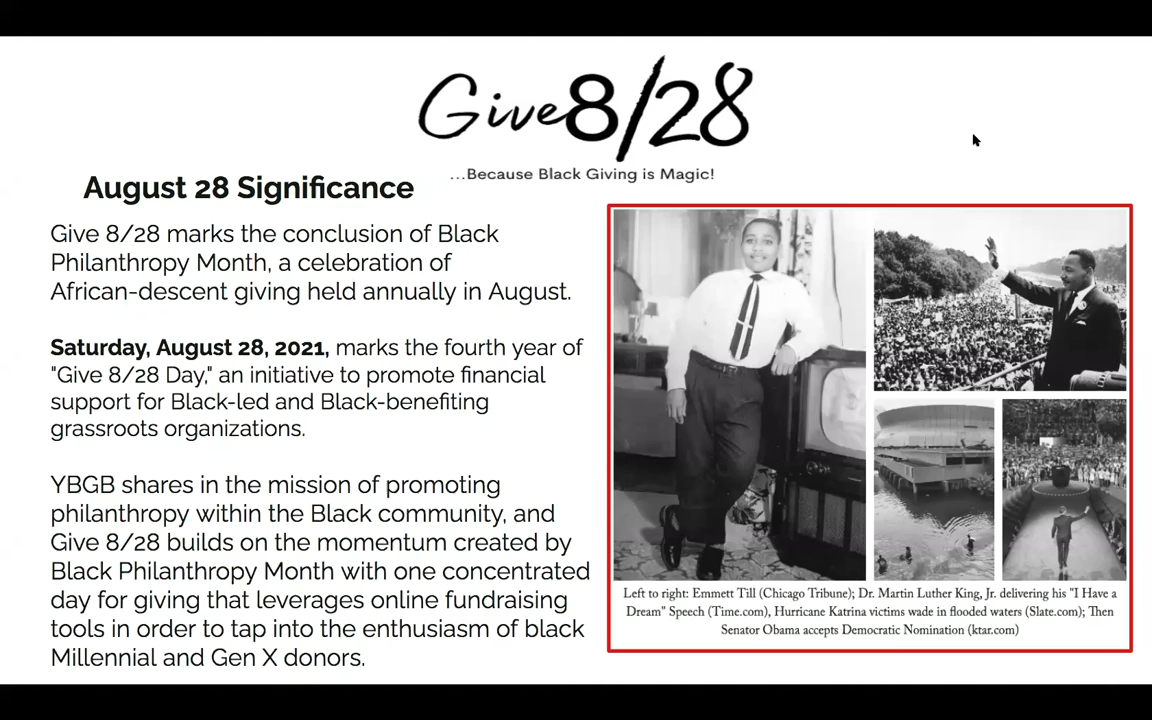 Give 8/28
...Because Black Giving is Magic!
August 28 Significance
Give 8/28 marks the conclusion of Black
Philanthropy Month, a celebration of
African-descent giving held annually in August.
Saturday, August 28, 2021, marks the fourth year of
"Give 8/28 Day," an initiative to promote financial
support for Black-led and Black-benefiting
grassroots organizations.
YBGB shares in the mission of promoting
philanthropy within the Black community, and
Give 8/28 builds on the momentum created by
Black Philanthropy Month with one concentrated
day for giving that leverages online fundraising
tools in order to tap into the enthusiasm of black
Millennial and Gen X donors.
Left to right: Emmett Till (Chicago Tribune); Dr. Martin Luther King, Jr. delivering his "I Have a
Dream" Speech (Time.com), Hurricane Katrina victims wade in flooded waters (Slate.com); Then
Senator Obama accepts Democratic Nomination (ktar.com)